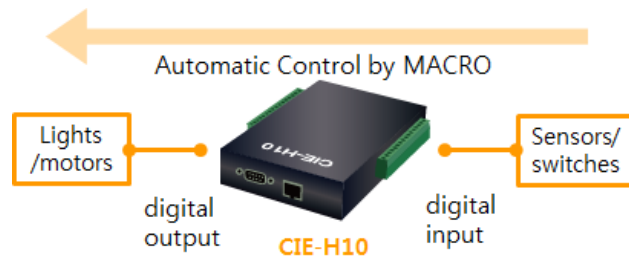 Automatic Control by MACRO
Lights
/motors
CIE-H10
Sensors/
switches
digital
output
digital
input
CIE-H10